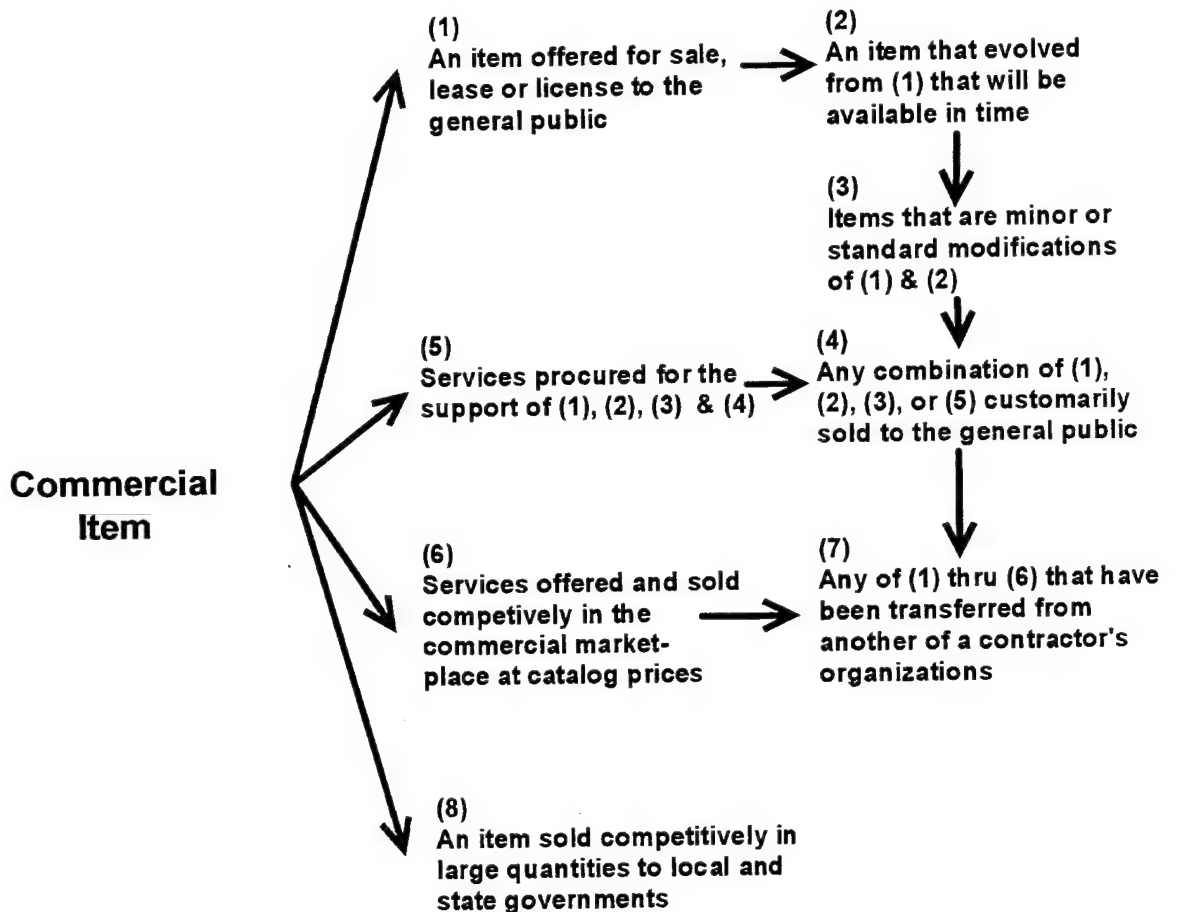 (1)
An item offered for sale,
lease or license to the
general public
(2)
An item that evolved
from (1) that will be
available in time
(3)
Items that are minor or
standard modifications
of (1) & (2)
(5)
Services procured for the
support of (1), (2), (3) & (4)
(4)
Any combination of (1),
(2), (3), or (5) customarily
sold to the general public
Commercial
Item
(6)
Services offered and sold
competively in the
commercial market-
place at catalog prices
(7)
Any of (1) thru (6) that have
been transferred from
another of a contractor's
organizations
(8)
An item sold competitively in
large quantities to local and
state governments